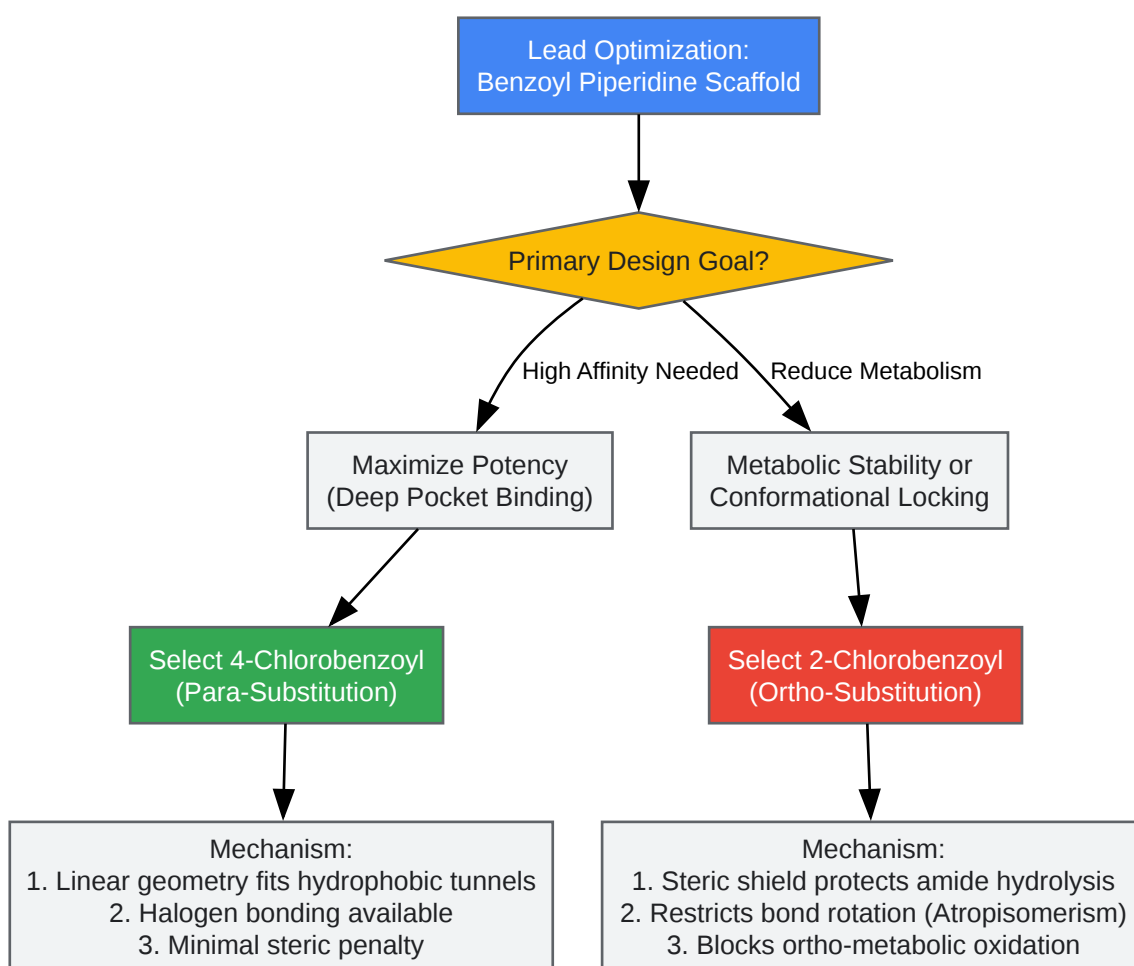 Lead Optimization:
Benzoyl Piperidine Scaffold
Primary Design Goal?
High Affinity Needed
Reduce Metabolism
Maximize Potency
(Deep Pocket Binding)
Metabolic Stability or
Conformational Locking
Select 4-Chlorobenzoyl
(Para-Substitution)
Select 2-Chlorobenzoyl
(Ortho-Substitution)
Mechanism:
1. Linear geometry fits hydrophobic tunnels
2. Halogen bonding available
3. Minimal steric penalty
Mechanism:
1. Steric shield protects amide hydrolysis
2. Restricts bond rotation (Atropisomerism)
3. Blocks ortho-metabolic oxidation